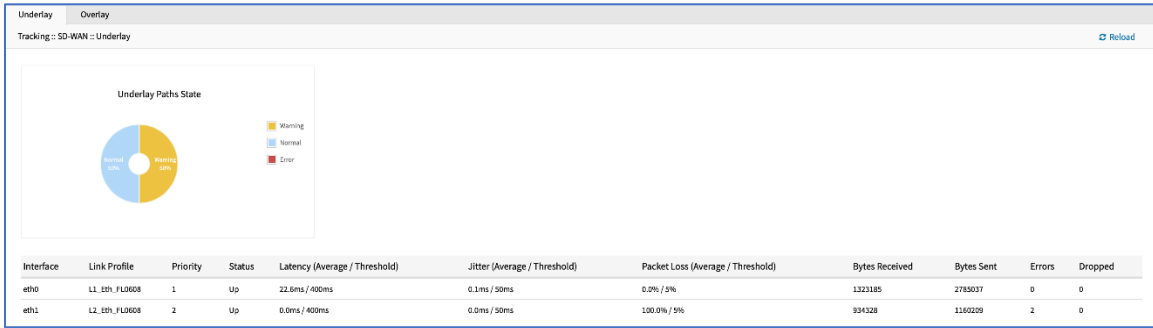 Underlay Overlay
Tracking :: SD-WAN :: Underlay Reload
Underlay Paths State
Warning
Normal
Error
Normal Warning
50% 50%
Interface Link Profile Priority Status Latency (Average / Threshold) Jitter (Average / Threshold) Packet Loss (Average / Threshold) Bytes Received Bytes Sent Errors Dropped
eth0 L1_Eth_FL0608 1 Up 22.6ms / 400ms 0.1ms / 50ms 0.0% / 5% 1323185 2785037 0 0
eth1 L2_Eth_FL0608 2 Up 0.0ms / 400ms 0.0ms / 50ms 100.0% / 5% 934328 1160209 2 0